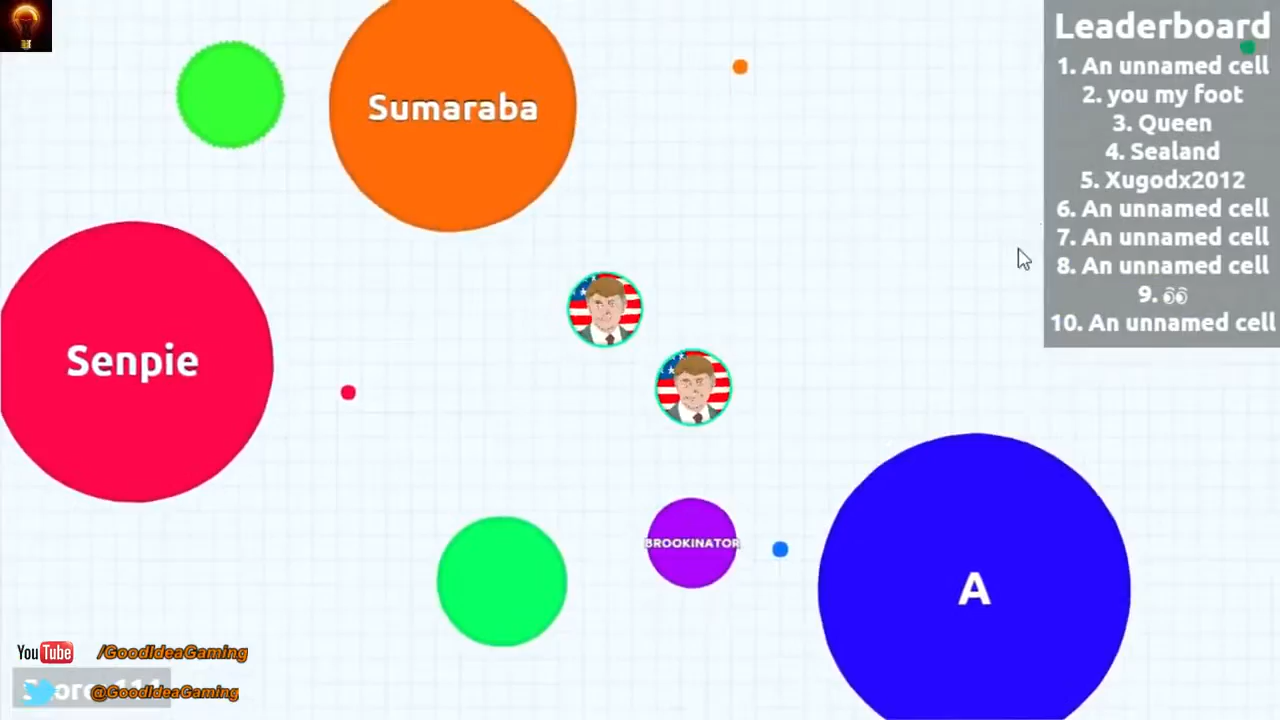 Leaderboard
1. An unnamed cell
2. you my foot
3. Queen
4. Sealand
5. Xugodx2012
6. An unnamed cell
7. An unnamed cell
8. An unnamed cell
9.
10. An unnamed cell
Sumaraba
Senpie
BROOKINATOR
A
YouTube /GoodIdeaGaming
@GoodIdeaGaming